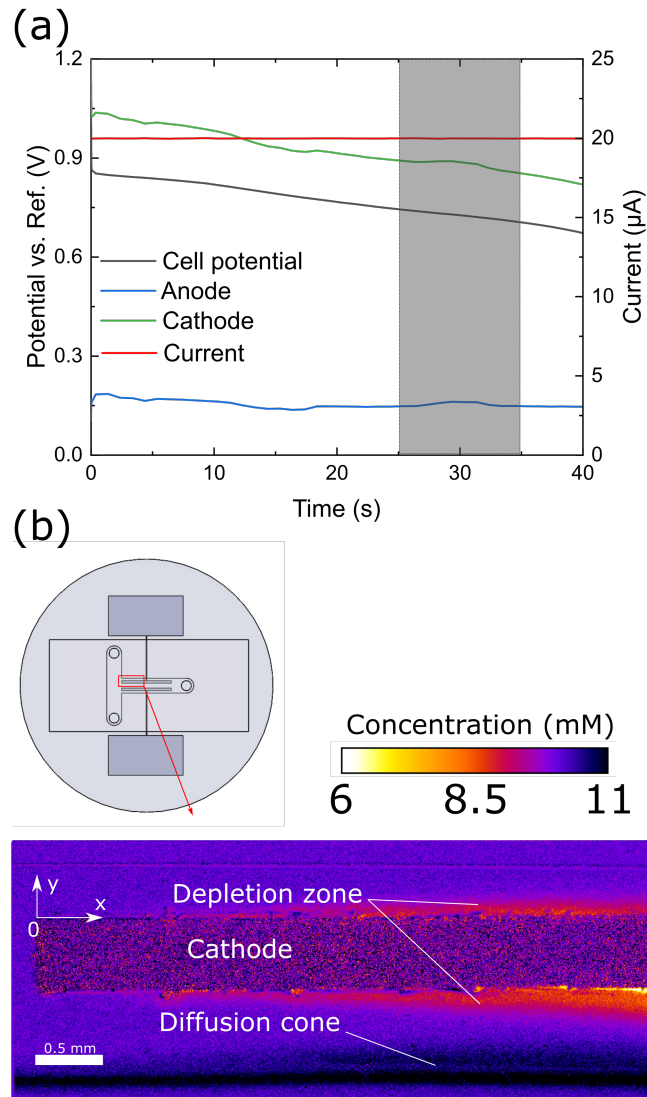 (a)
1.2
0.9
0.6
0.3
0.0
Potential vs. Ref. (V)
25
20
15
10
5
0
Current (µA)
Cell potential
Anode
Cathode
Current
0
10
20
30
40
Time (s)
(b)
Concentration (mM)
6
8.5
11
y
x
0
Depletion zone
Cathode
Diffusion cone
0.5 mm